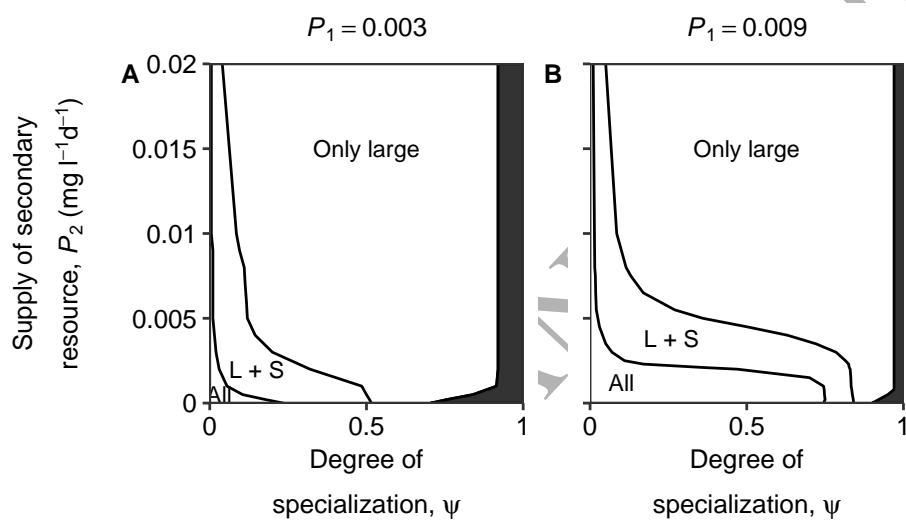 P₁ = 0.003
P₁ = 0.009
A
B
Supply of secondary
resource, P₂ (mg l⁻¹d⁻¹)
0.02
0.015
0.01
0.005
0
Only large
L + S
All
Only large
L + S
All
0 0.5 1
0 0.5 1
Degree of
specialization, ψ
Degree of
specialization, ψ